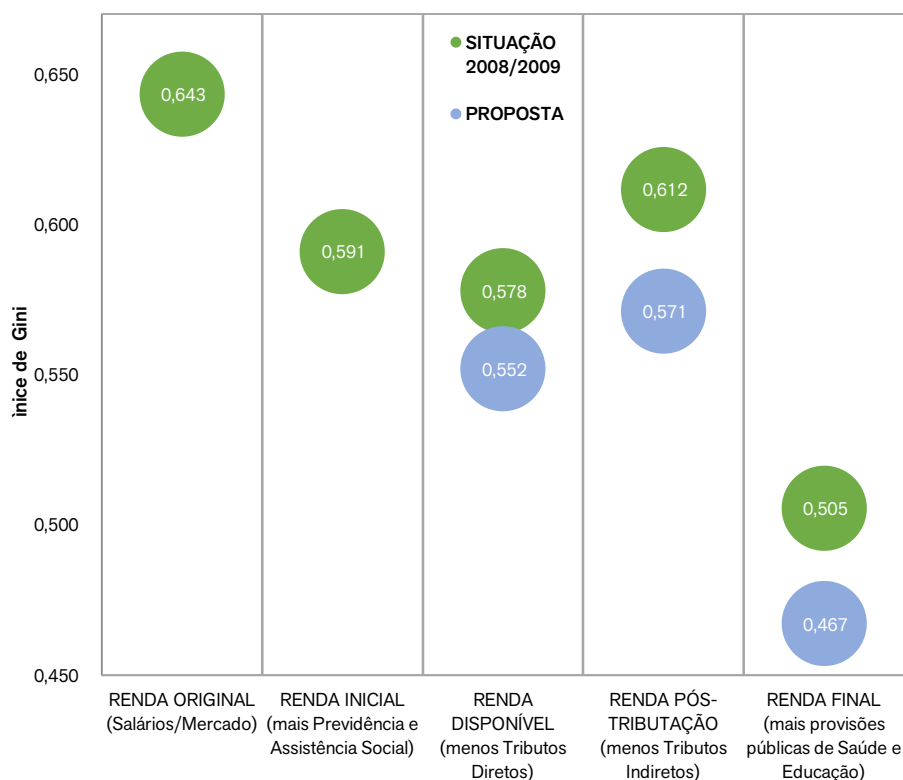 SITUAÇÃO
2008/2009
PROPOSTA
0,650
0,600
0,550
0,500
0,450
ìnice de Gini
0,643
0,591
0,578
0,552
0,612
0,571
0,505
0,467
RENDA ORIGINAL
(Salários/Mercado)
RENDA INICIAL
(mais Previdência e
Assistência Social)
RENDA
DISPONÍVEL
(menos Tributos
Diretos)
RENDA PÓS-
TRIBUTAÇÃO
(menos Tributos
Indiretos)
RENDA FINAL
(mais provisões
públicas de Saúde e
Educação)